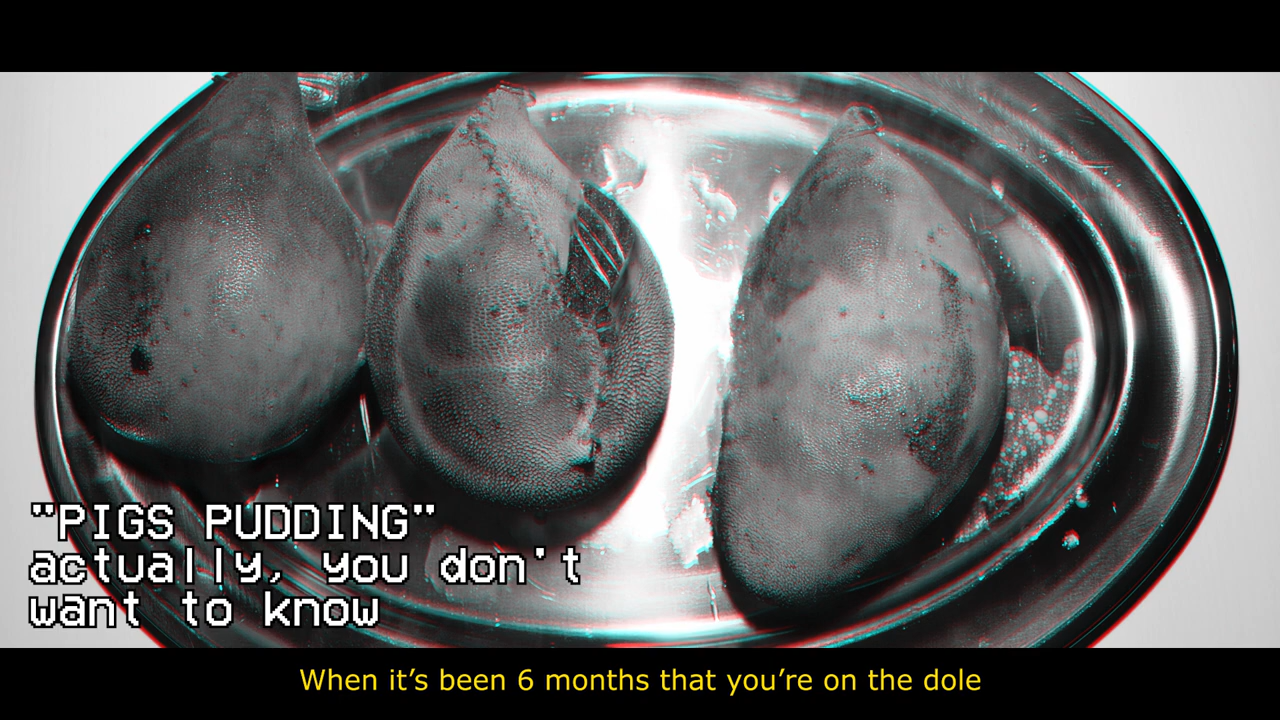 "PIGS PUDDING"
actually, you don't
want to know
When it’s been 6 months that you’re on the dole